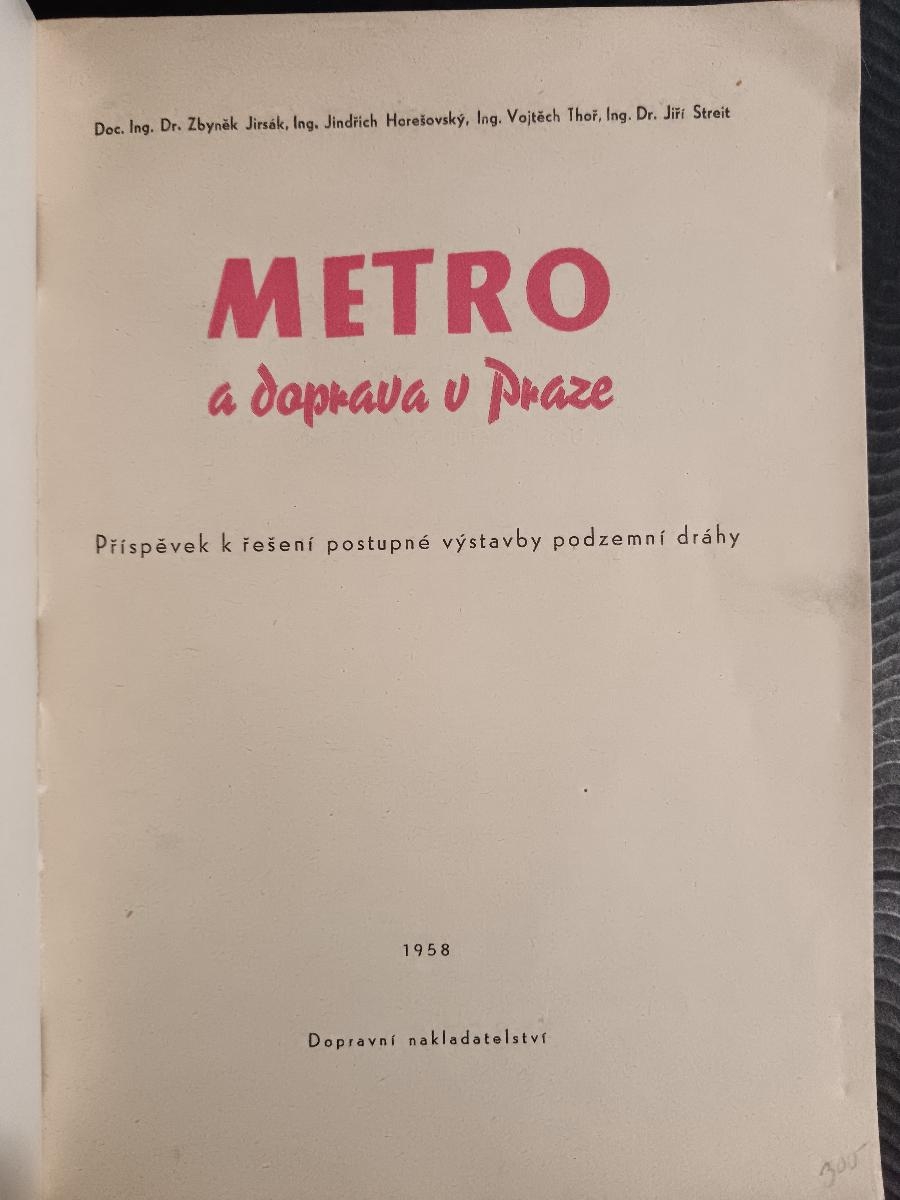 Doc. Ing. Dr. Zbyněk Jirsák, Ing. Jindřich Horešovský, Ing. Vojtěch Thoř, Ing. Dr. Jiří Streit
METRO
a doprava v Praze
Příspěvek k řešení postupné výstavby podzemní dráhy
1958
Dopravní nakladatelství